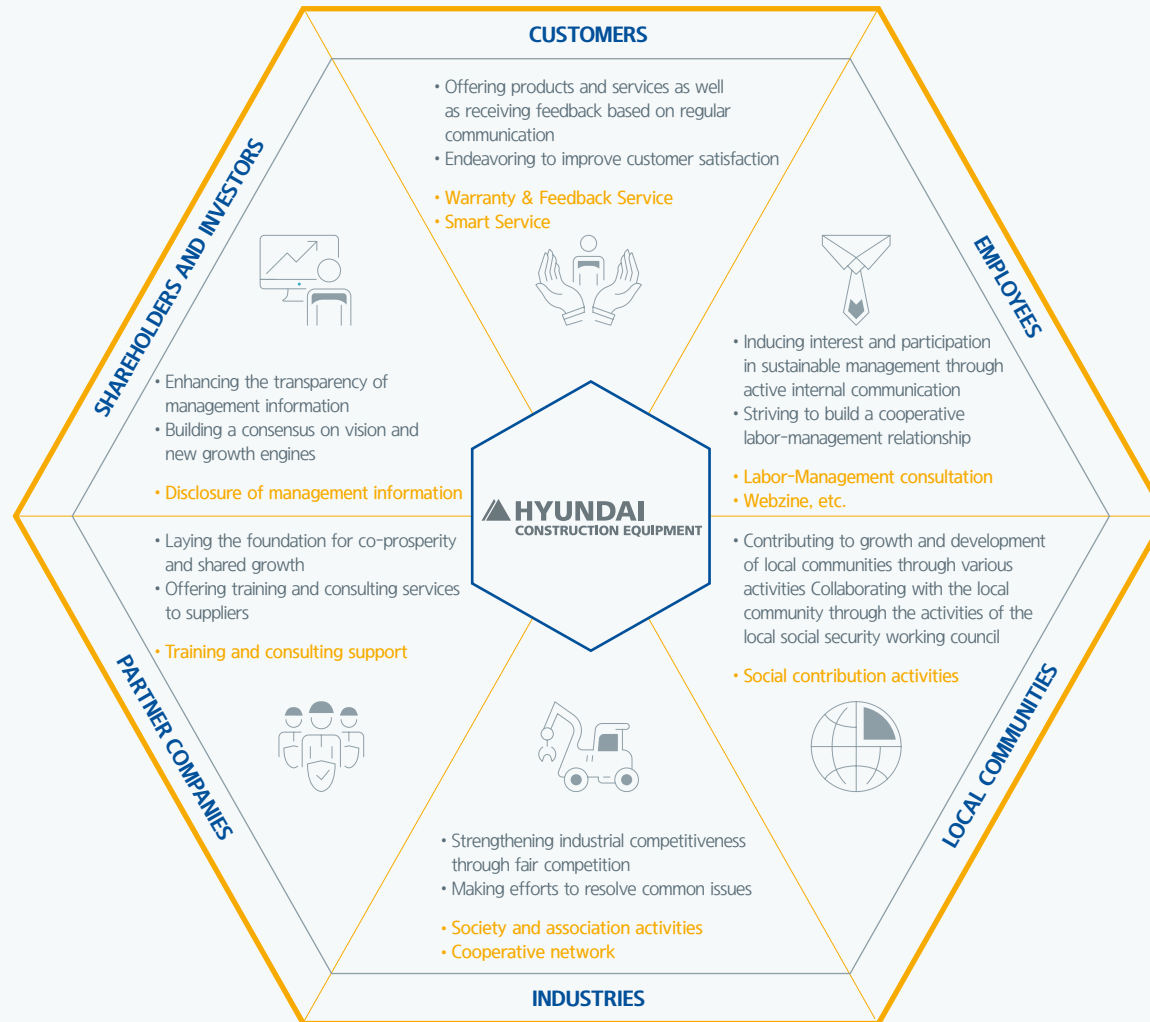 CUSTOMERS
• Offering products and services as well
as receiving feedback based on regular
communication
• Endeavoring to improve customer satisfaction
• Warranty & Feedback Service
• Smart Service
SHAREHOLDERS AND INVESTORS
• Enhancing the transparency of
management information
• Building a consensus on vision and
new growth engines
• Disclosure of management information
EMPLOYEES
• Inducing interest and participation
in sustainable management through
active internal communication
• Striving to build a cooperative
labor-management relationship
• Labor-Management consultation
• Webzine, etc.
HYUNDAI
CONSTRUCTION EQUIPMENT
PARTNER COMPANIES
• Laying the foundation for co-prosperity
and shared growth
• Offering training and consulting services
to suppliers
• Training and consulting support
LOCAL COMMUNITIES
• Contributing to growth and development
of local communities through various
activities Collaborating with the local
community through the activities of the
local social security working council
• Social contribution activities
• Strengthening industrial competitiveness
through fair competition
• Making efforts to resolve common issues
• Society and association activities
• Cooperative network
INDUSTRIES